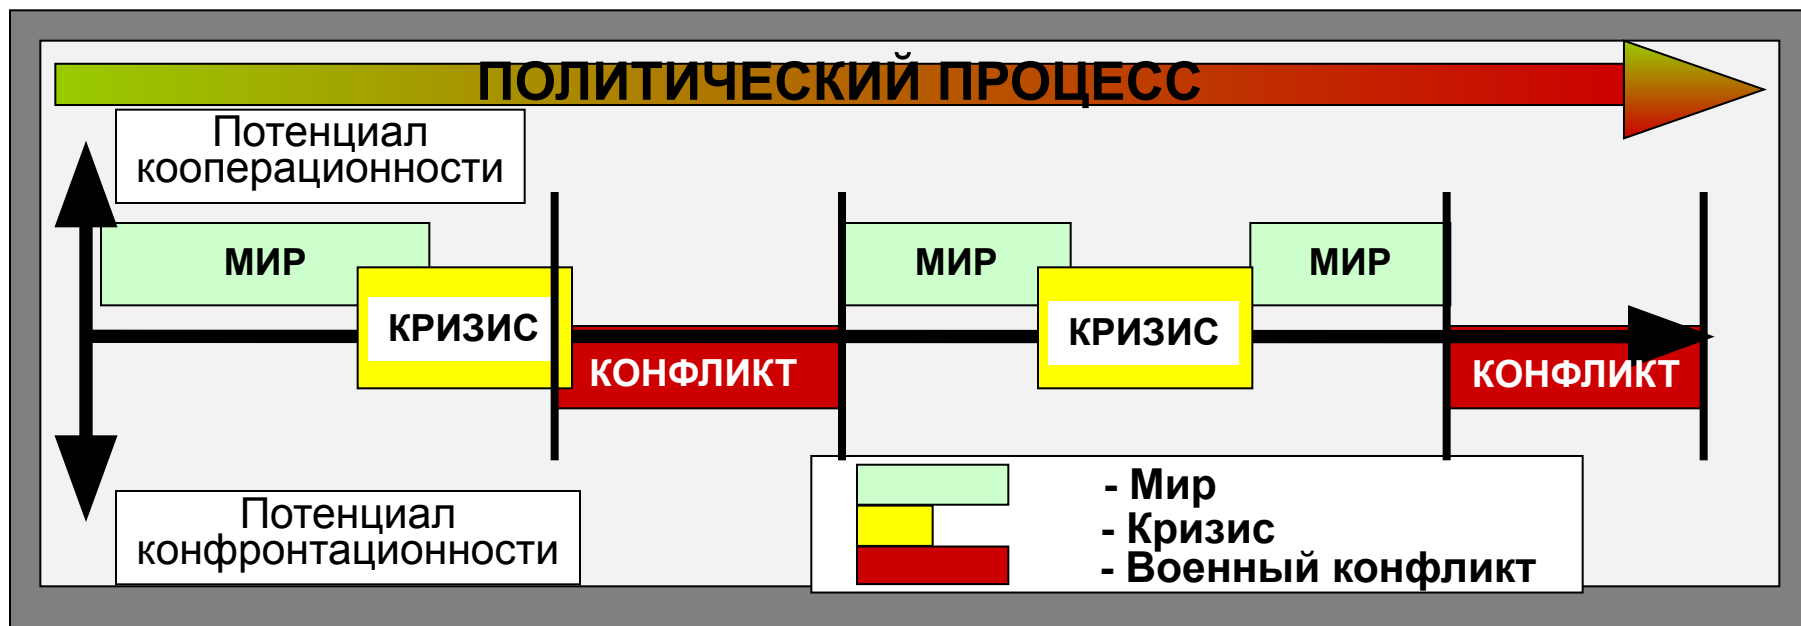 ПОЛИТИЧЕСКИЙ ПРОЦЕСС
Потенциал
кооперационности
МИР
МИР
МИР
КРИЗИС
КРИЗИС
КОНФЛИКТ
КОНФЛИКТ
Потенциал
конфронтационности
- Мир
- Кризис
- Военный конфликт